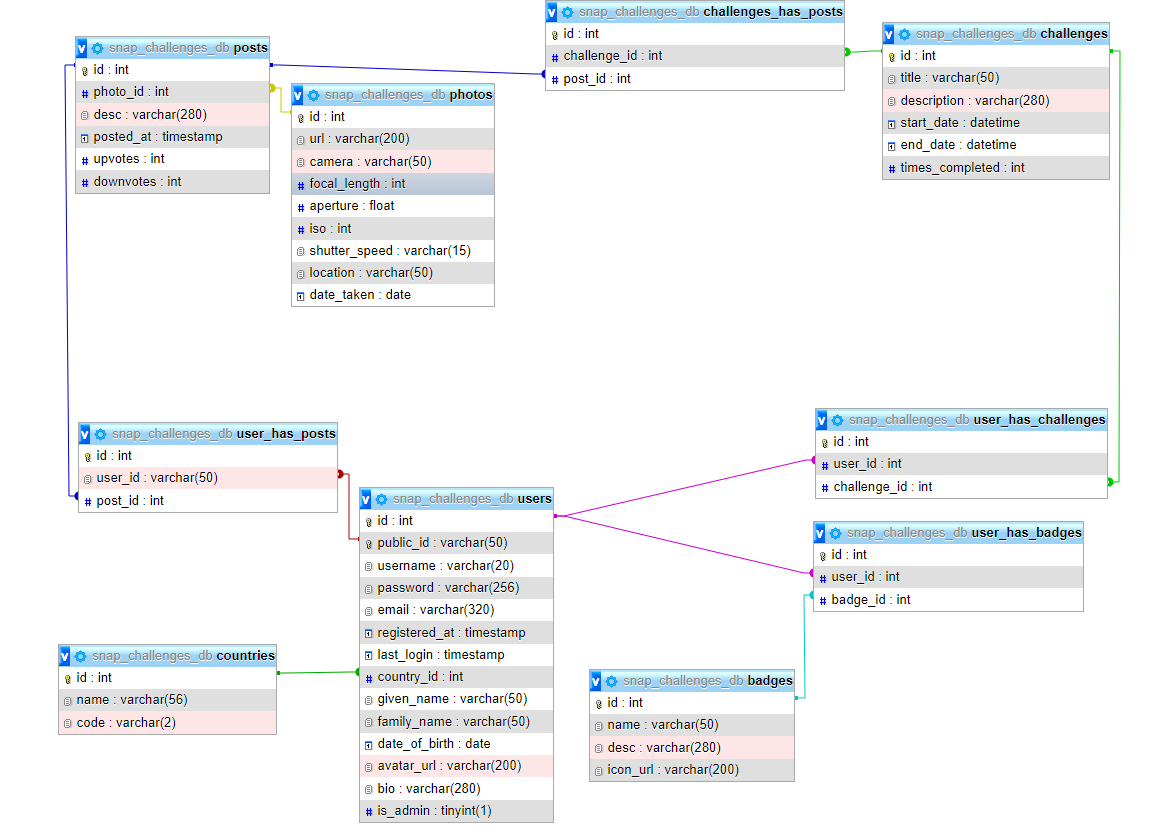 snap_challenges_db posts
id : int
photo_id : int
desc : varchar(280)
posted_at : timestamp
upvotes : int
downvotes : int
snap_challenges_db photos
id : int
url : varchar(200)
camera : varchar(50)
focal_length : int
aperture : float
iso : int
shutter_speed : varchar(15)
location : varchar(50)
date_taken : date
snap_challenges_db challenges_has_posts
id : int
challenge_id : int
post_id : int
snap_challenges_db challenges
id : int
title : varchar(50)
description : varchar(280)
start_date : datetime
end_date : datetime
times_completed : int
snap_challenges_db user_has_posts
id : int
user_id : varchar(50)
post_id : int
snap_challenges_db users
id : int
public_id : varchar(50)
username : varchar(20)
password : varchar(256)
email : varchar(320)
registered_at : timestamp
last_login : timestamp
country_id : int
given_name : varchar(50)
family_name : varchar(50)
date_of_birth : date
avatar_url : varchar(200)
bio : varchar(280)
is_admin : tinyint(1)
snap_challenges_db user_has_challenges
id : int
user_id : int
challenge_id : int
snap_challenges_db user_has_badges
id : int
user_id : int
badge_id : int
snap_challenges_db countries
id : int
name : varchar(56)
code : varchar(2)
snap_challenges_db badges
id : int
name : varchar(50)
desc : varchar(280)
icon_url : varchar(200)